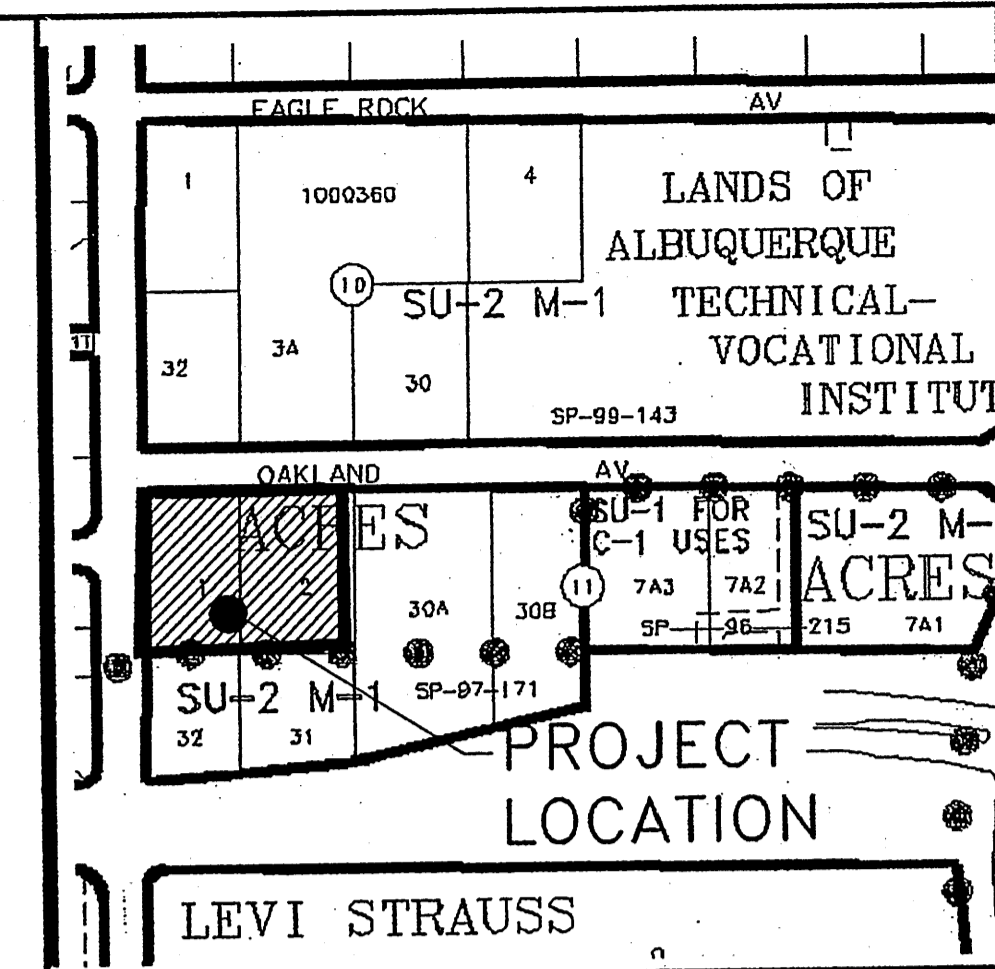 EAGLE ROCK AV
1
1000360
4
LANDS OF
ALBUQUERQUE
TECHNICAL-
VOCATIONAL
INSTITUT
10
SU-2 M-1
11
32
3A
30
SP-99-143
OAKLAND AV
ACRES
SU-1 FOR
C-1 USES
SU-2 M-
ACRES
1
2
30A
30B
11
7A3
7A2
SP-96-215
7A1
SU-2 M-1
SP-97-171
32
31
PROJECT
LOCATION
LEVI STRAUSS